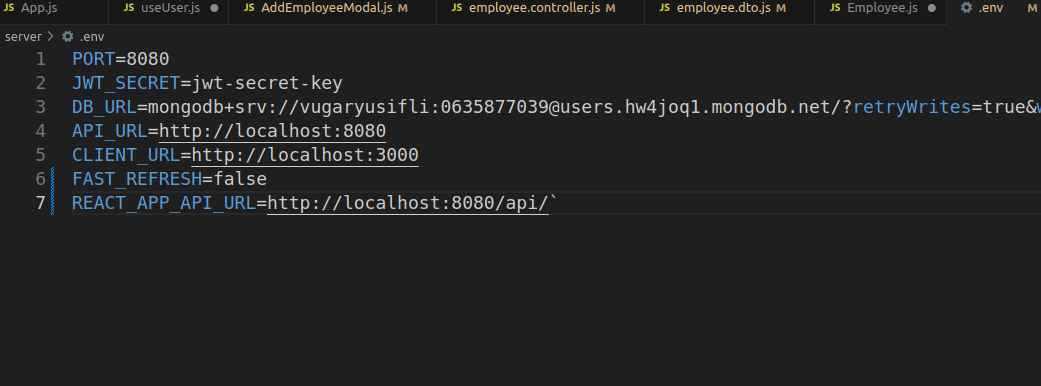 JS App.js JS useUser.js JS AddEmployeeModal.js M JS employee.controller.js M JS employee.dto.js M JS Employee.js .env M
server > .env
1 PORT=8080
2 JWT_SECRET=jwt-secret-key
3 DB_URL=mongodb+srv://vugaryusifli:0635877039@users.hw4joq1.mongodb.net/?retryWrites=true&w
4 API_URL=http://localhost:8080
5 CLIENT_URL=http://localhost:3000
6 FAST_REFRESH=false
7 REACT_APP_API_URL=http://localhost:8080/api/`